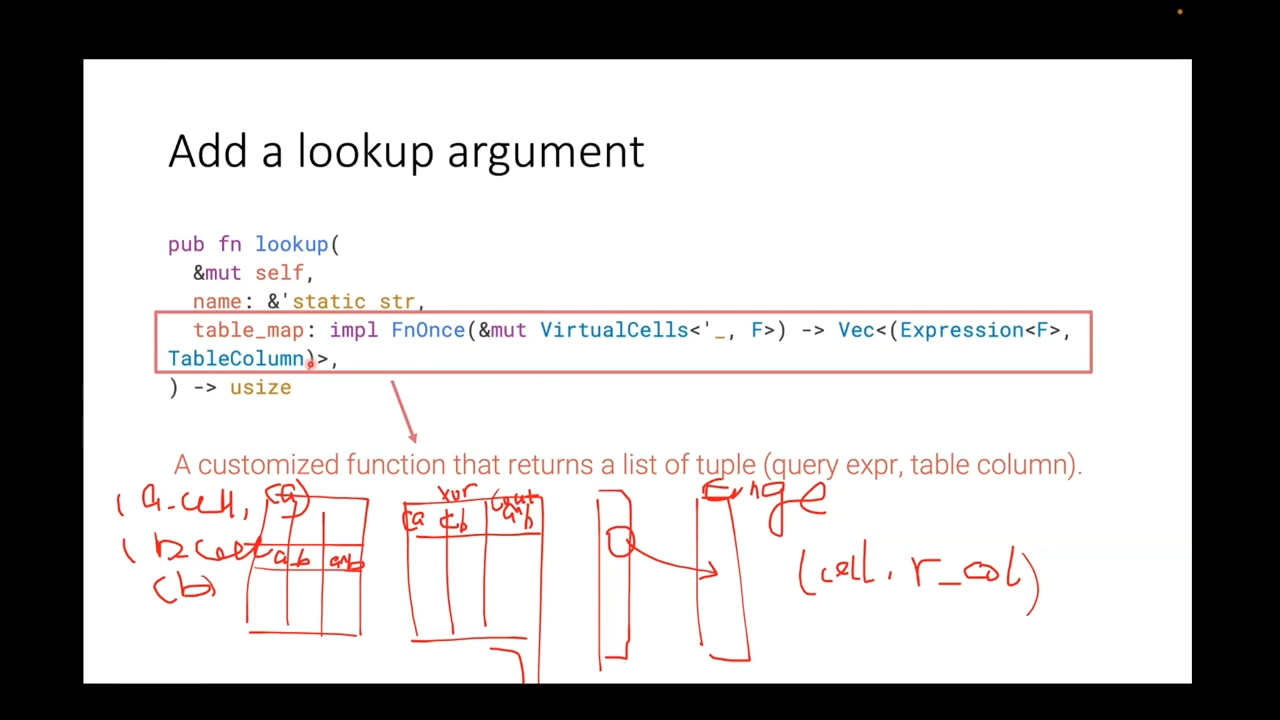 Add a lookup argument
pub fn lookup(
&mut self,
name: &'static str,
table_map: impl FnOnce(&mut VirtualCells<'_, F>) -> Vec<(Expression<F>,
TableColumn)>,
) -> usize
A customized function that returns a list of tuple (query expr, table column).
xor
(cell, r_col)